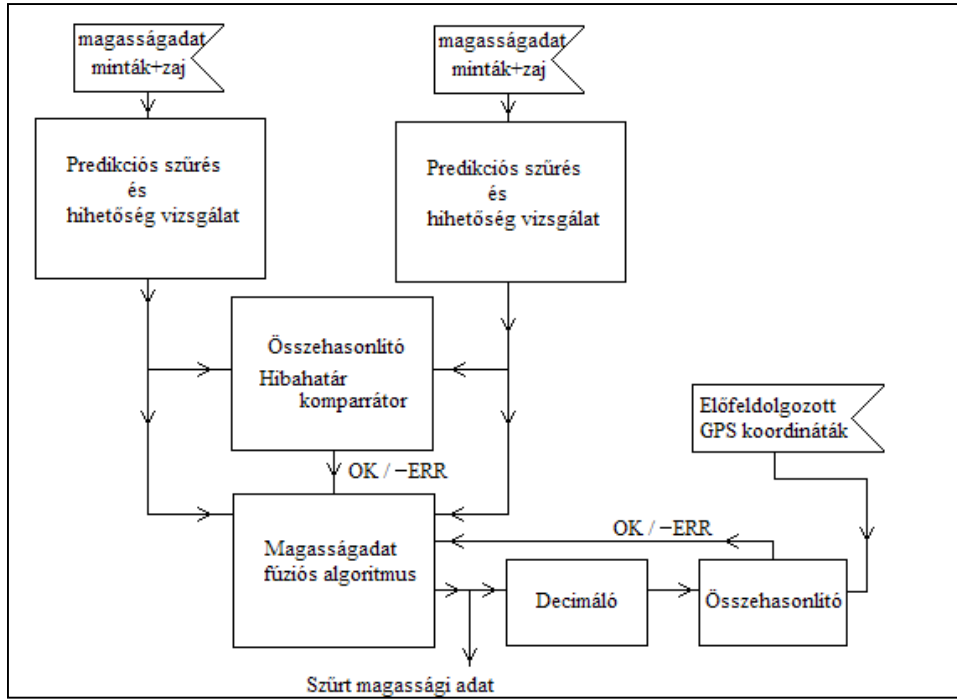 magasságadat
minták+zaj
magasságadat
minták+zaj
Predikciós szűrés
és
hihetőség vizsgálat
Predikciós szűrés
és
hihetőség vizsgálat
Összehasonlító
Hibahatár
komparrátor
Előfeldolgozott
GPS koordináták
OK / −ERR
OK / −ERR
Magasságadat
fúziós algoritmus
Decimáló
Összehasonlító
Szűrt magassági adat